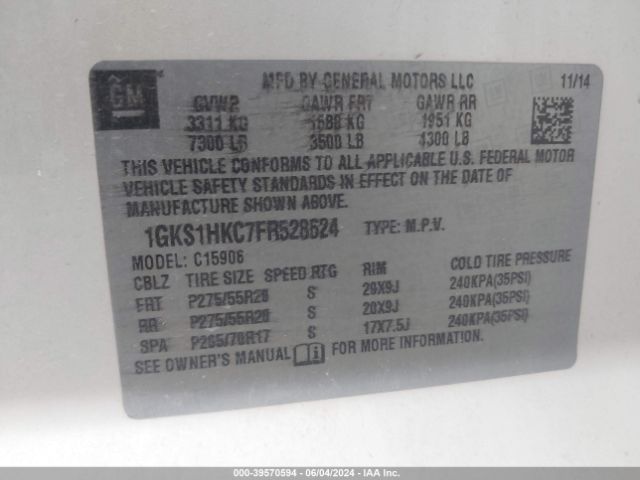 GM
MFD BY GENERAL MOTORS LLC 11/14
GVWR GAWR FRT GAWR RR
3311 KG 1588 KG 1951 KG
7300 LB 3500 LB 4300 LB
THIS VEHICLE CONFORMS TO ALL APPLICABLE U.S. FEDERAL MOTOR
VEHICLE SAFETY STANDARDS IN EFFECT ON THE DATE OF
MANUFACTURE SHOWN ABOVE.
1GKS1HKC7FR528624 TYPE: M.P.V.
MODEL: C15906
CBLZ TIRE SIZE SPEED RTG RIM COLD TIRE PRESSURE
FRT P275/55R20 S 20X9J 240KPA(35PSI)
RR P275/55R20 S 20X9J 240KPA(35PSI)
SPA P265/70R17 S 17X7.5J 240KPA(35PSI)
SEE OWNER'S MANUAL FOR MORE INFORMATION.
000-39570594 - 06/04/2024 - IAA Inc.